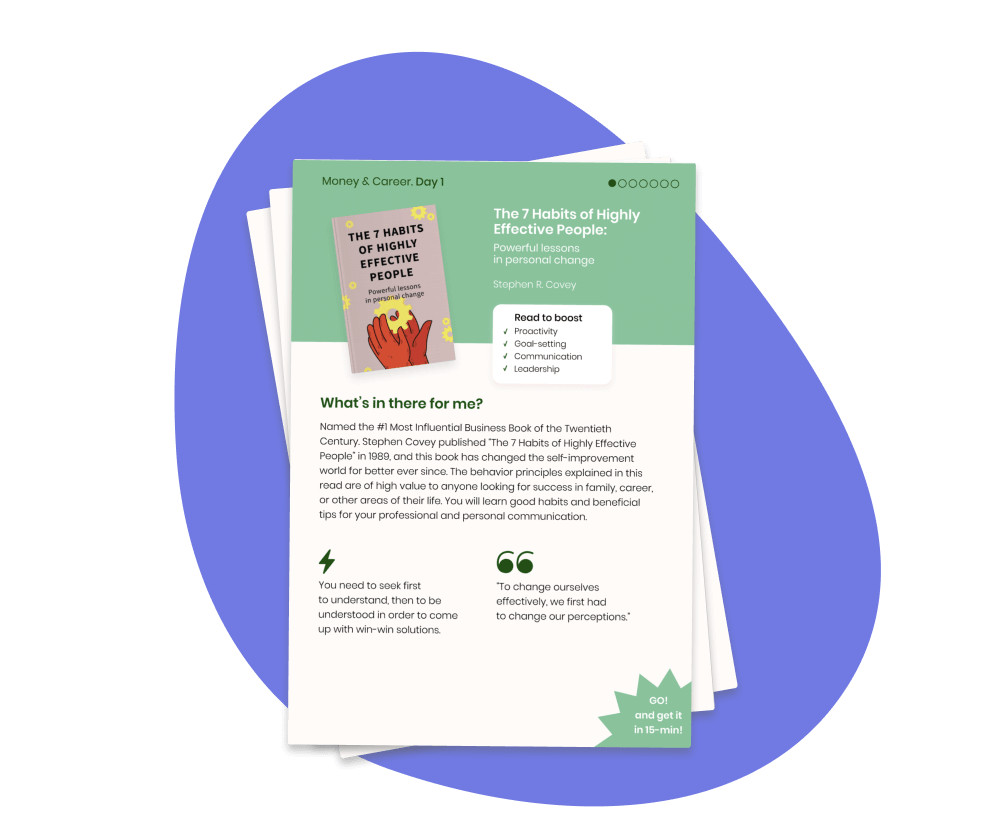 Money & Career. Day 1
THE 7 HABITS
OF HIGHLY
EFFECTIVE
PEOPLE
Powerful lessons
in personal change
The 7 Habits of Highly
Effective People:
Powerful lessons
in personal change
Stephen R. Covey
Read to boost
✓ Proactivity
✓ Goal-setting
✓ Communication
✓ Leadership
What's in there for me?
Named the #1 Most Influential Business Book of the Twentieth
Century. Stephen Covey published "The 7 Habits of Highly Effective
People" in 1989, and this book has changed the self-improvement
world for better ever since. The behavior principles explained in this
read are of high value to anyone looking for success in family, career,
or other areas of their life. You will learn good habits and beneficial
tips for your professional and personal communication.
You need to seek first
to understand, then to be
understood in order to come
up with win-win solutions.
"To change ourselves
effectively, we first had
to change our perceptions."
GO!
and get it
in 15-min!